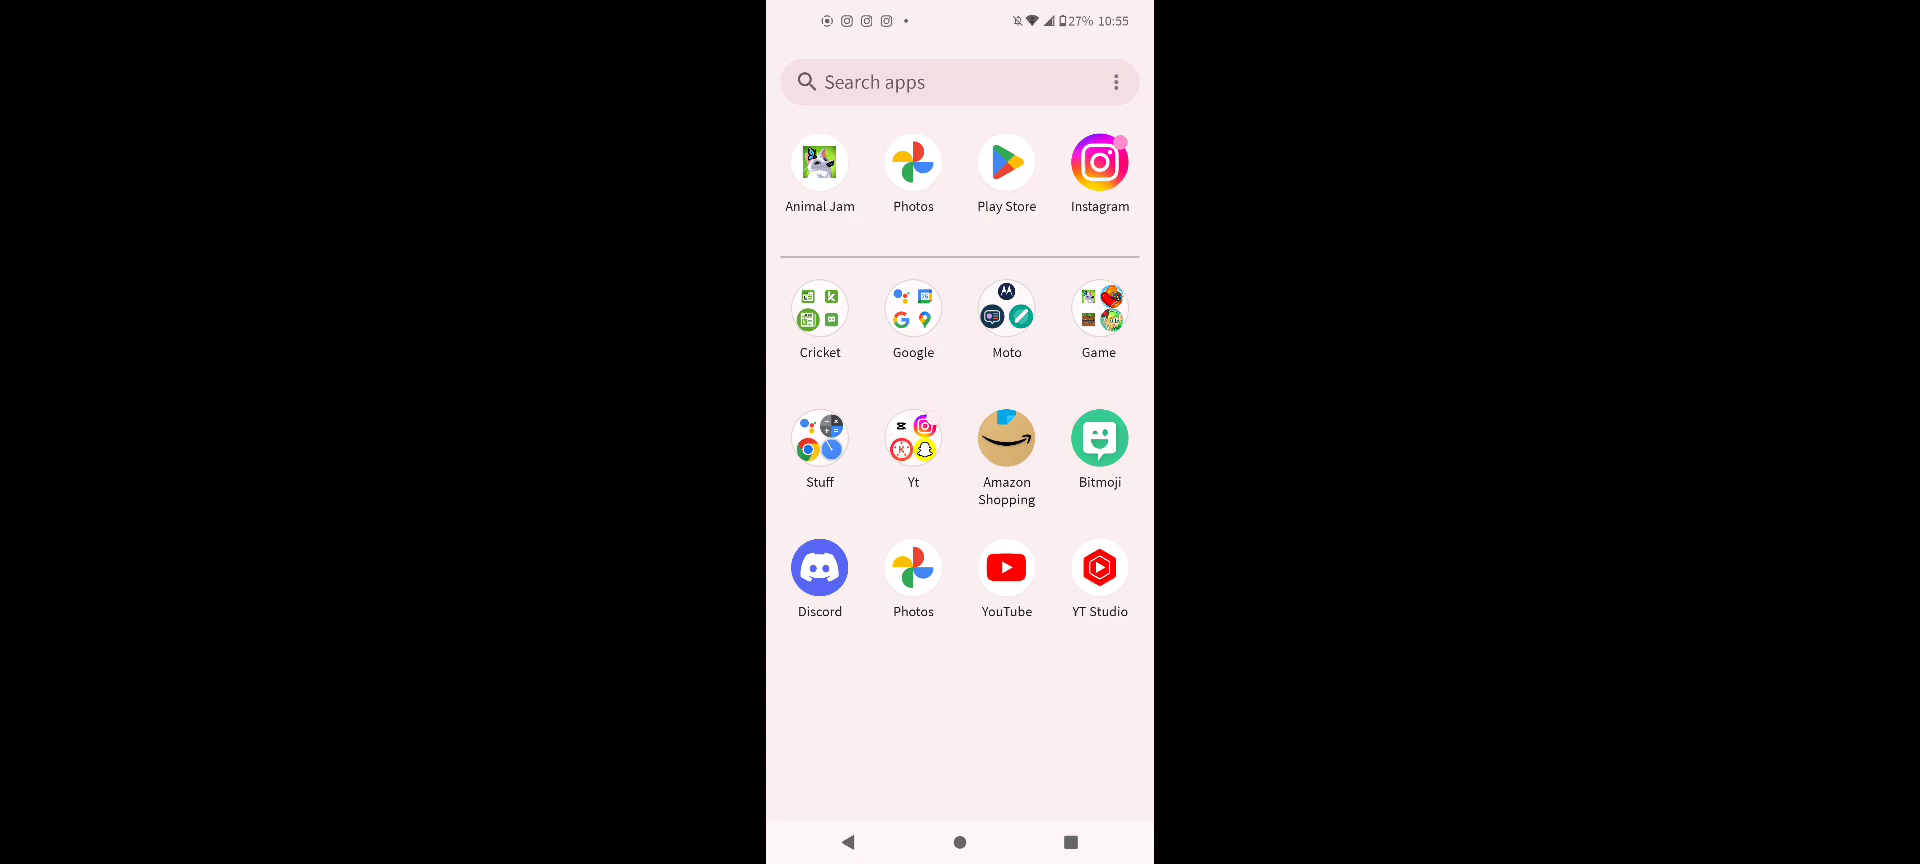 27% 10:55
Search apps
Animal Jam
Photos
Play Store
Instagram
Cricket
Google
Moto
Game
Stuff
Yt
Amazon
Shopping
Bitmoji
Discord
Photos
YouTube
YT Studio